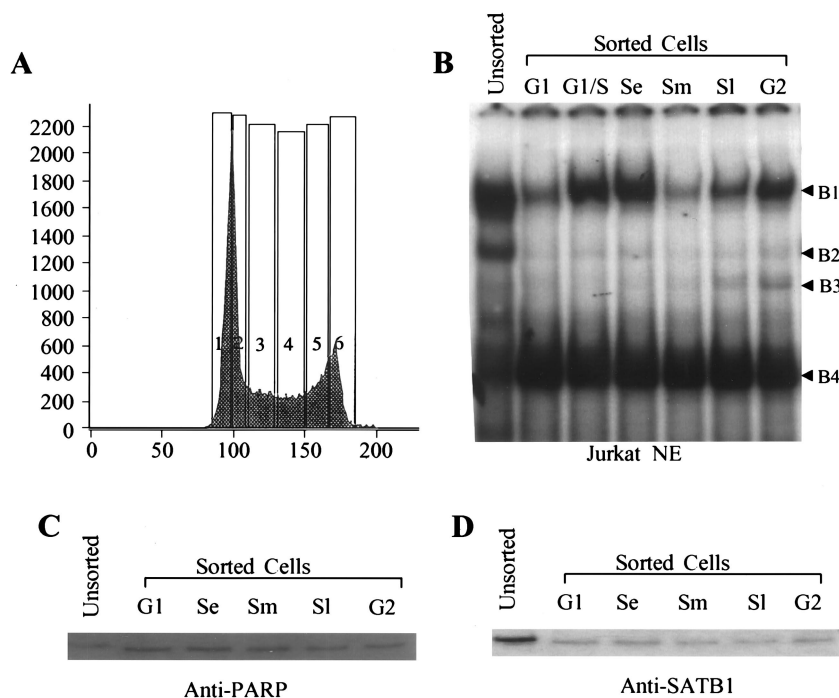 A
2200
2000
1800
1600
1400
1200
1000
800
600
400
200
0
1 2 3 4 5 6
0 50 100 150 200
B
Unsorted
Sorted Cells
G1 G1/S Se Sm Sl G2
B1
B2
B3
B4
Jurkat NE
C
Unsorted
Sorted Cells
G1 Se Sm Sl G2
Anti-PARP
D
Unsorted
Sorted Cells
G1 Se Sm Sl G2
Anti-SATB1